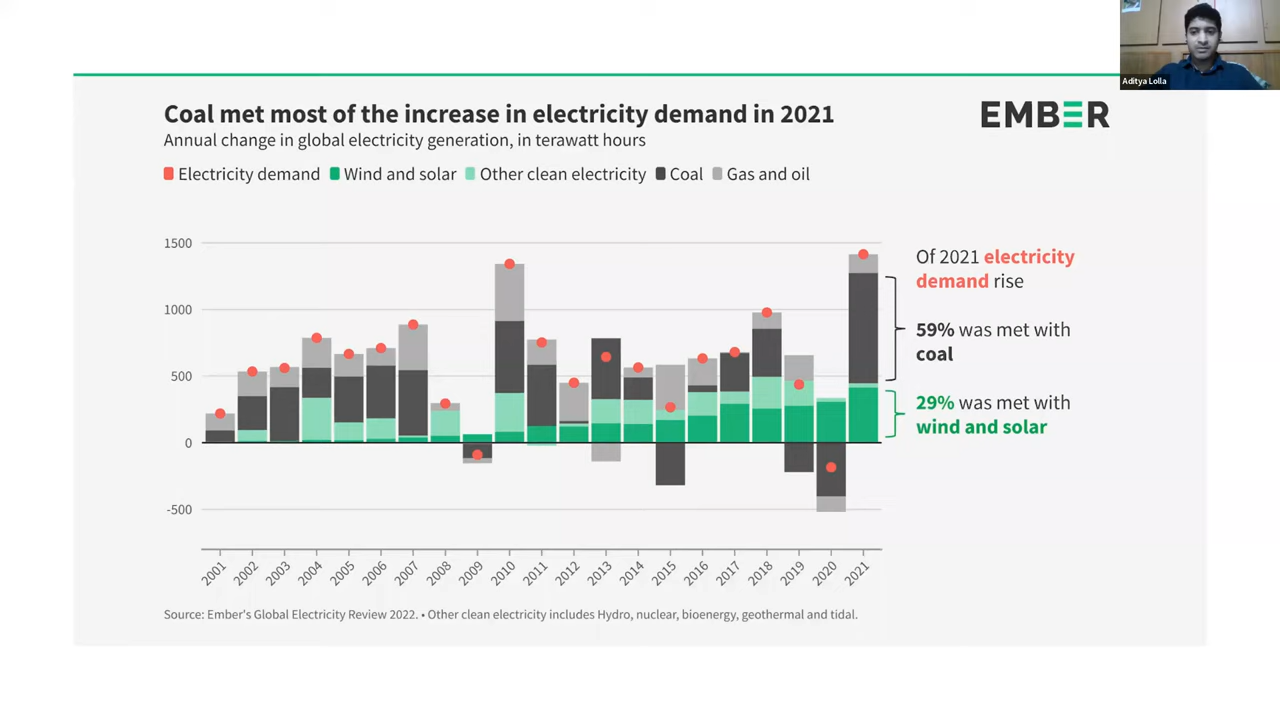 Aditya Lolla
Coal met most of the increase in electricity demand in 2021
EMBER
Annual change in global electricity generation, in terawatt hours
Electricity demand Wind and solar Other clean electricity Coal Gas and oil
1500
1000
500
0
-500
Of 2021 electricity
demand rise
59% was met with
coal
29% was met with
wind and solar
2001 2002 2003 2004 2005 2006 2007 2008 2009 2010 2011 2012 2013 2014 2015 2016 2017 2018 2019 2020 2021
Source: Ember's Global Electricity Review 2022. • Other clean electricity includes Hydro, nuclear, bioenergy, geothermal and tidal.